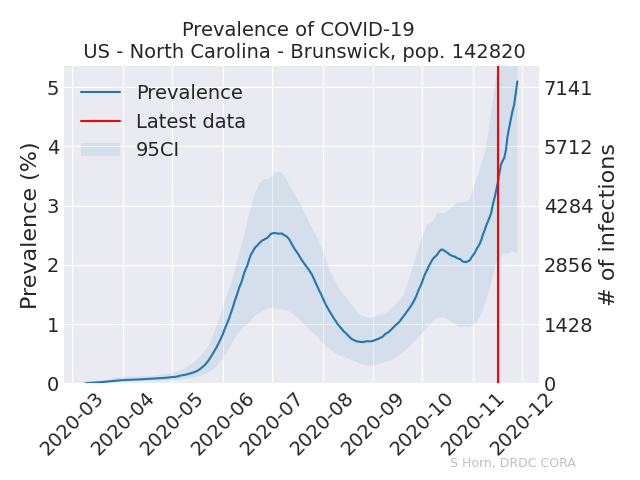 Prevalence of COVID-19
US - North Carolina - Brunswick, pop. 142820
Prevalence
Latest data
95CI
Prevalence (%)
5
4
3
2
1
0
7141
5712
4284
2856
1428
0
# of infections
2020-03
2020-04
2020-05
2020-06
2020-07
2020-08
2020-09
2020-10
2020-11
2020-12
S Horn, DRDC CORA